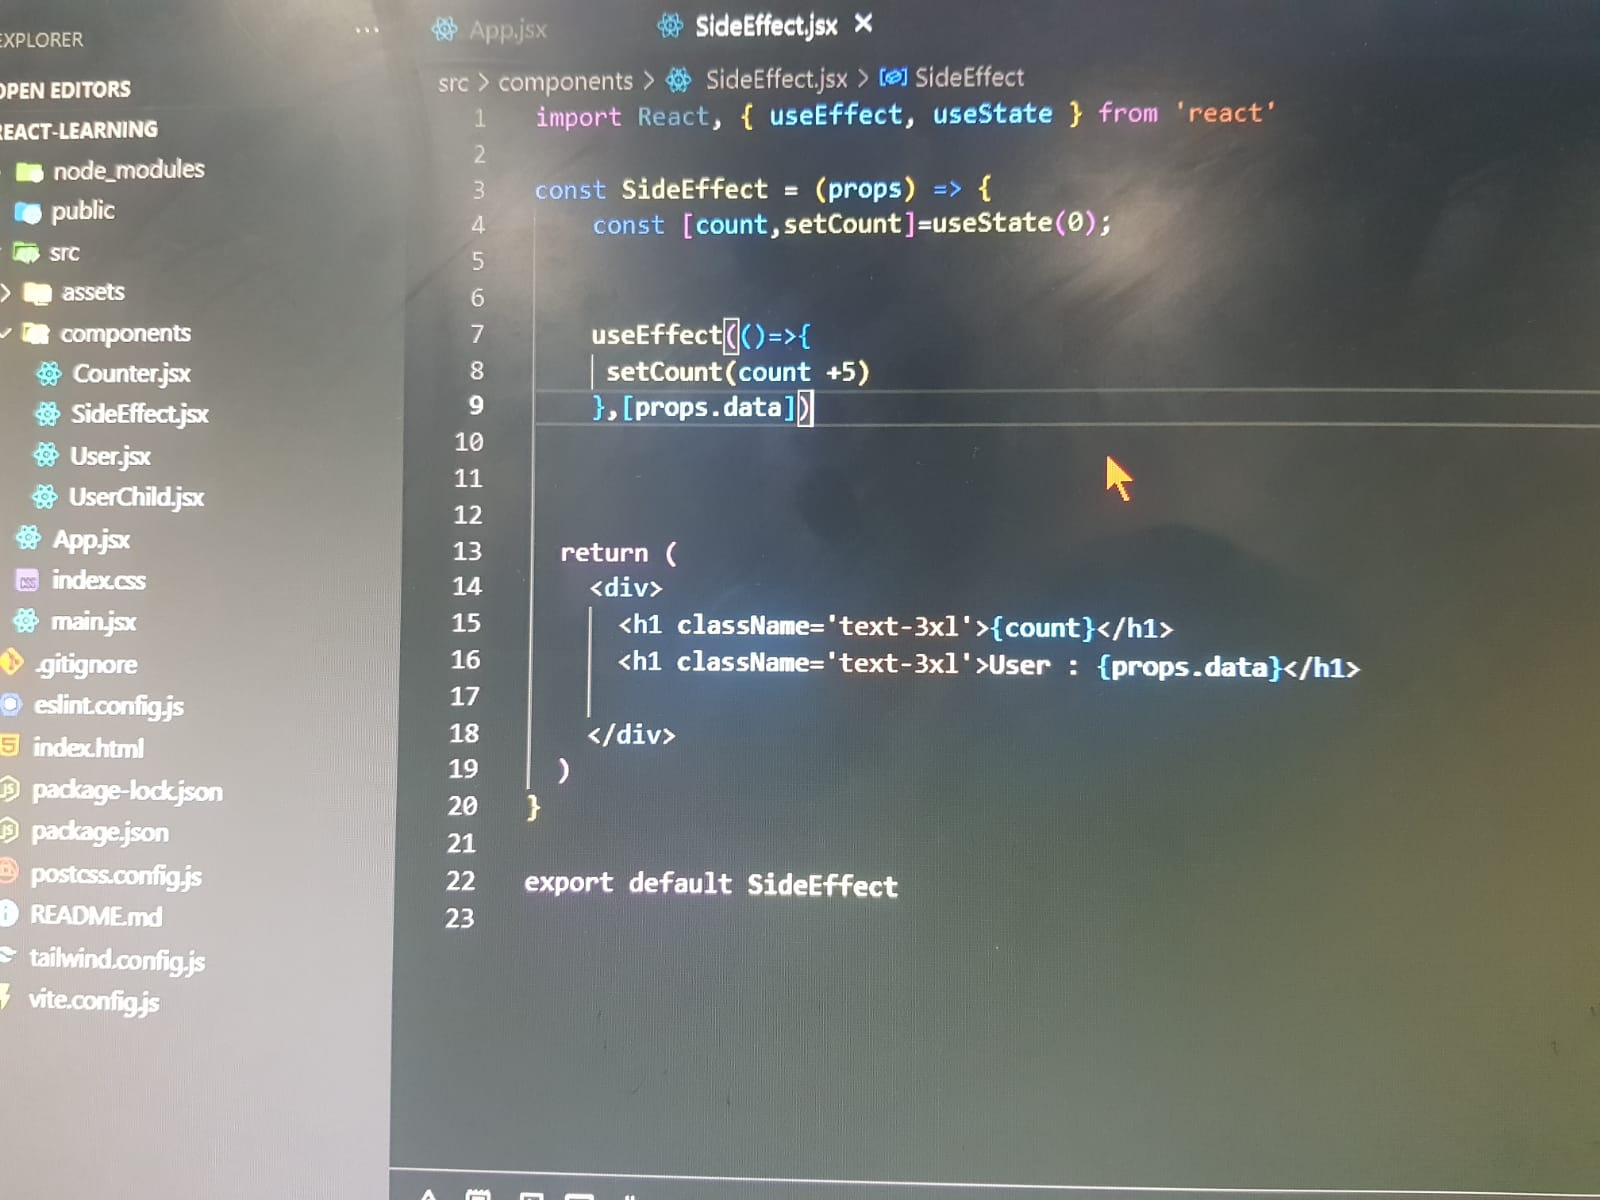 EXPLORER
...
OPEN EDITORS
REACT-LEARNING
node_modules
public
src
assets
components
Counter.jsx
SideEffect.jsx
User.jsx
UserChild.jsx
App.jsx
index.css
main.jsx
.gitignore
eslint.config.js
index.html
package-lock.json
package.json
postcss.config.js
README.md
tailwind.config.js
vite.config.js
App.jsx
SideEffect.jsx ×
src > components > SideEffect.jsx > SideEffect
1 import React, { useEffect, useState } from 'react'
2
3 const SideEffect = (props) => {
4 const [count,setCount]=useState(0);
5
6
7 useEffect(()=>{
8 setCount(count +5)
9 },[props.data])
10
11
12
13 return (
14 <div>
15 <h1 className='text-3xl'>{count}</h1>
16 <h1 className='text-3xl'>User : {props.data}</h1>
17
18 </div>
19 )
20 }
21
22 export default SideEffect
23